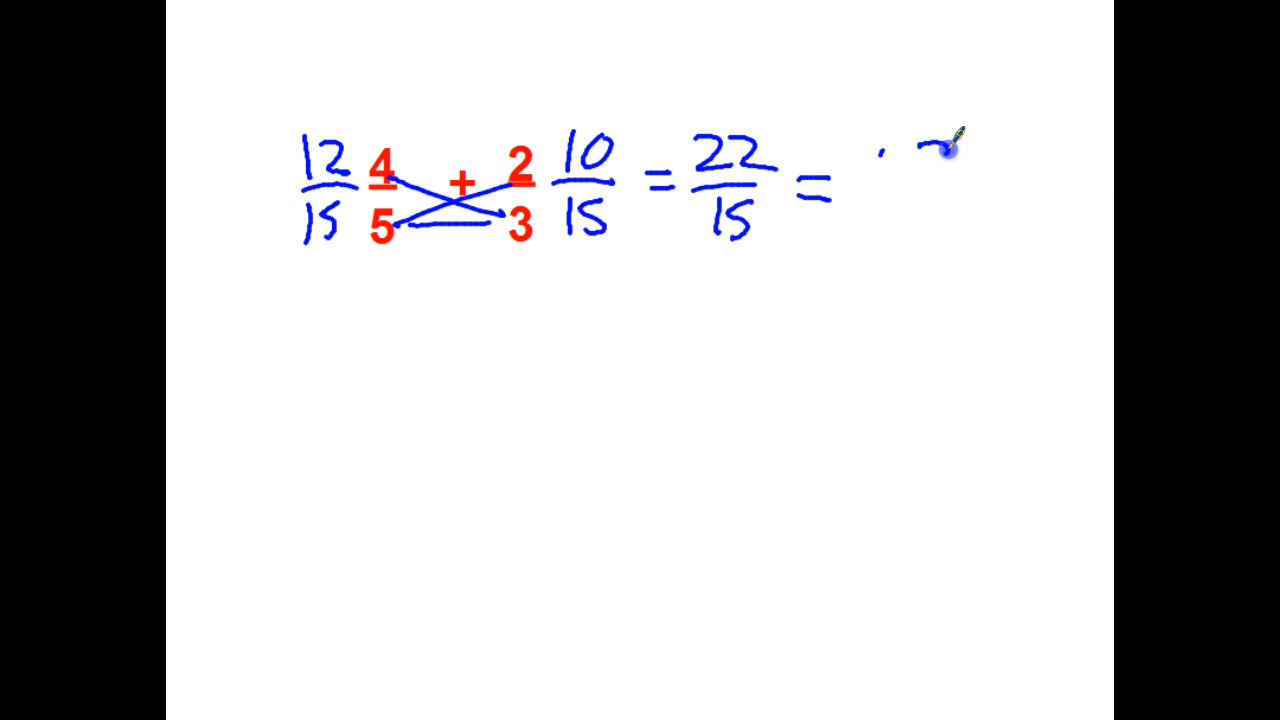 12/15 4/5 + 2/3 10/15 = 22/15 =